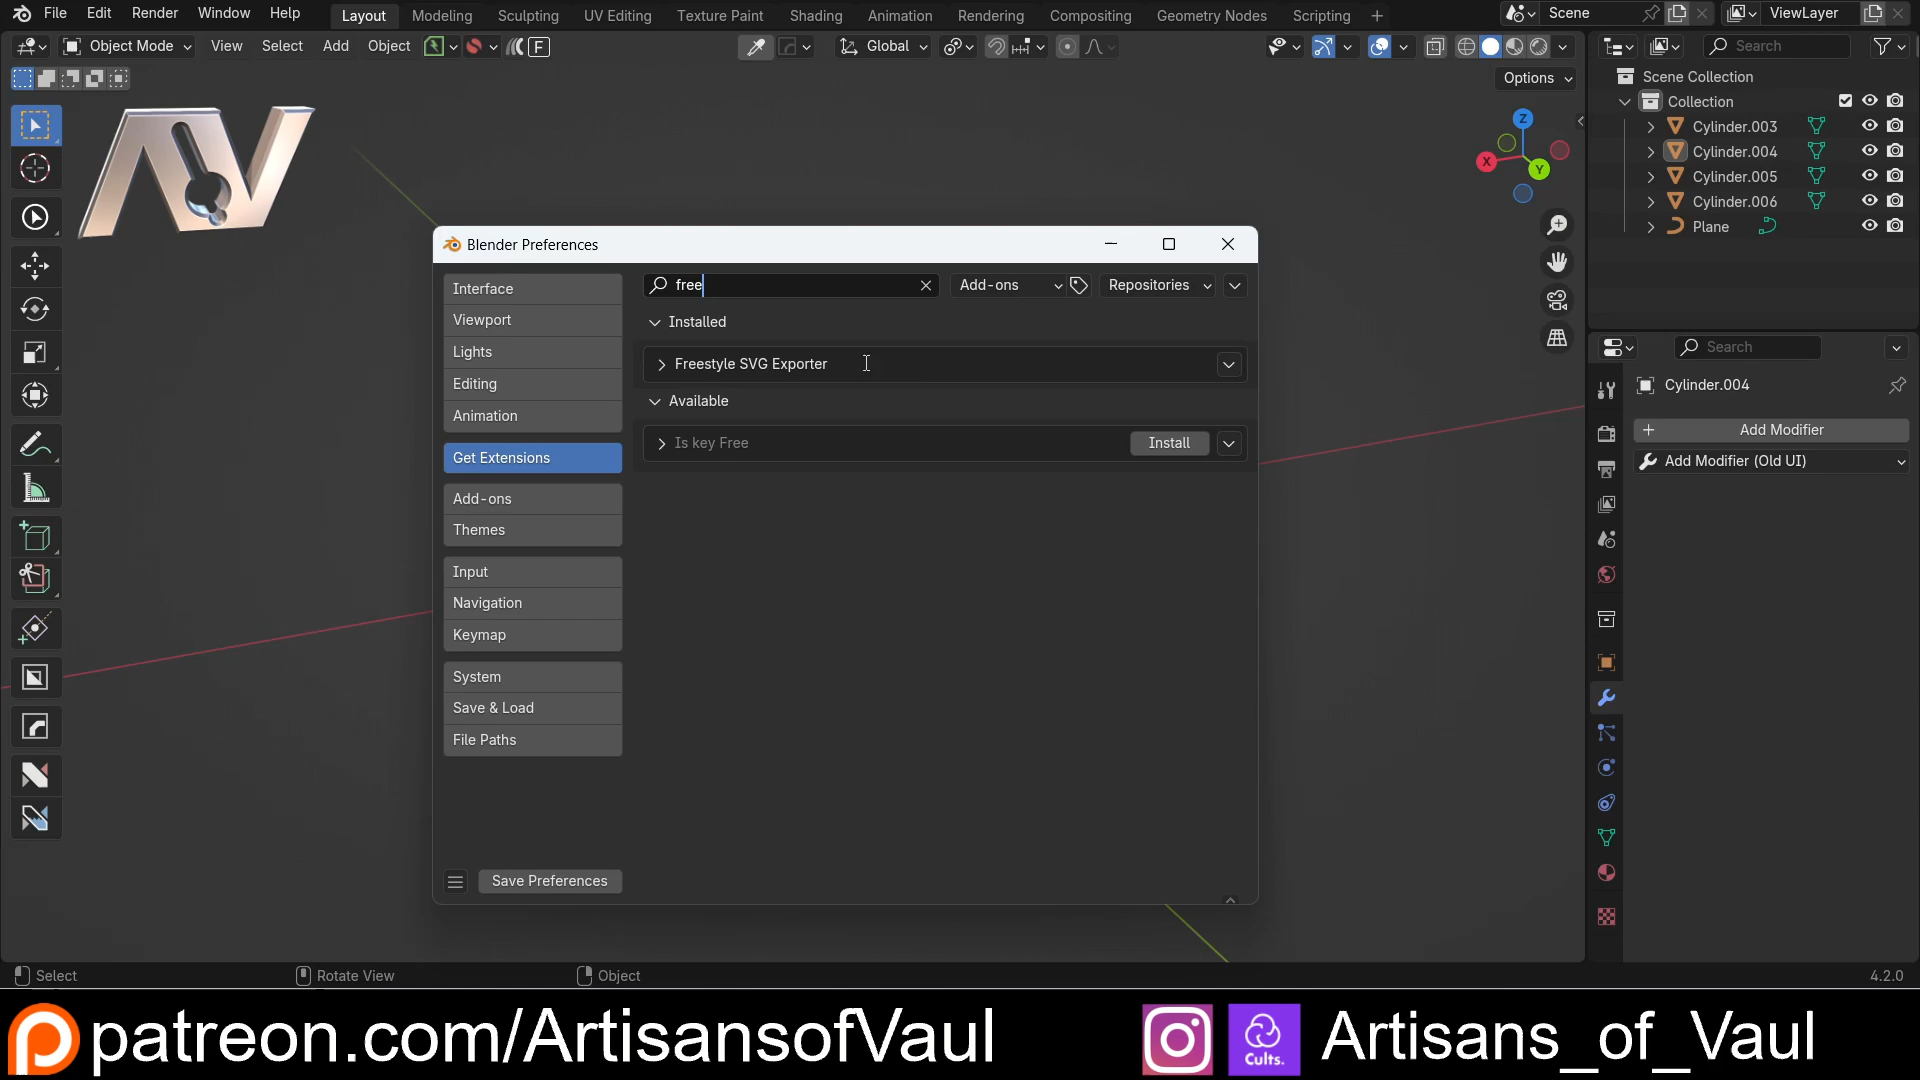 File Edit Render Window Help
Layout Modeling Sculpting UV Editing Texture Paint Shading Animation Rendering Compositing Geometry Nodes Scripting +
Scene
ViewLayer
Object Mode View Select Add Object
F
Global
Search
Options
Scene Collection
Collection
Cylinder.003
Cylinder.004
Cylinder.005
Cylinder.006
Plane
Z
X
Y
Blender Preferences
Interface
Viewport
Lights
Editing
Animation
Get Extensions
Add-ons
Themes
Input
Navigation
Keymap
System
Save & Load
File Paths
Save Preferences
free
Add-ons
Repositories
Installed
Freestyle SVG Exporter
Available
Is key Free
Install
Search
Cylinder.004
Add Modifier
Add Modifier (Old UI)
Select
Rotate View
Object
4.2.0
patreon.com/ArtisansofVaul
Cults.
Artisans_of_Vaul
AV